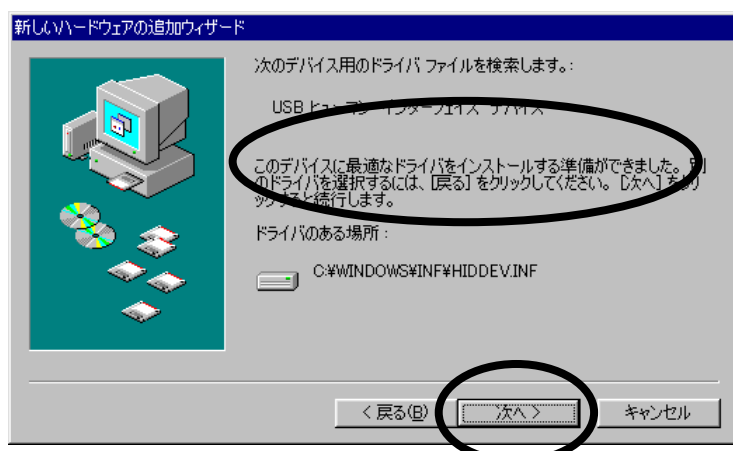 新しいハードウェアの追加ウィザード
次のデバイス用のドライバ ファイルを検索します。:
USB ヒューマン インターフェイス デバイス
このデバイスに最適なドライバをインストールする準備ができました。別
のドライバを選択するには、[戻る] をクリックしてください。[次へ] をクリ
ックすると続行します。
ドライバのある場所:
C:¥WINDOWS¥INF¥HIDDEV.INF
< 戻る(B)
次へ >
キャンセル